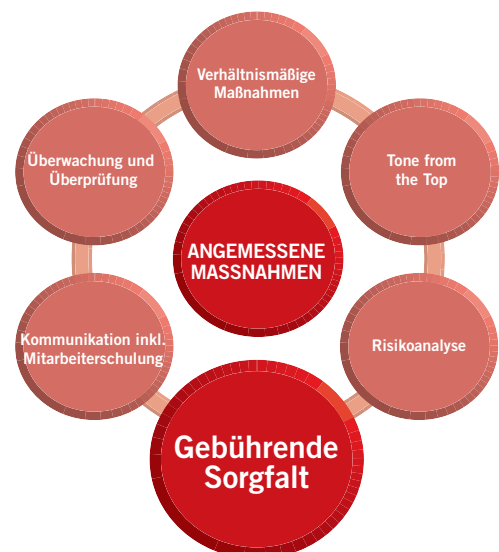 Verhältnismäßige
Maßnahmen
Überwachung und
Überprüfung
Tone from
the Top
ANGEMESSENE
MASSNAHMEN
Kommunikation inkl.
Mitarbeiterschulung
Risikoanalyse
Gebührende
Sorgfalt